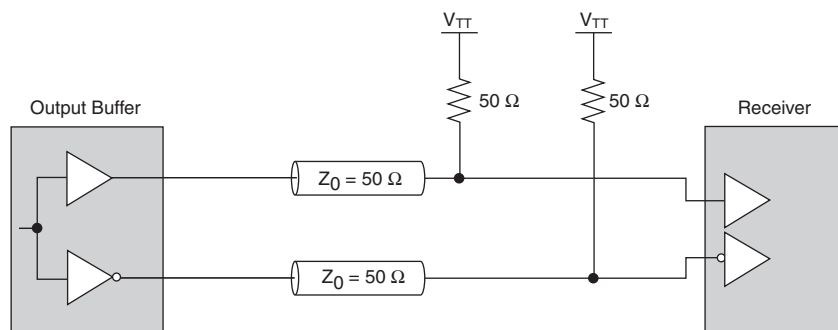 V_TT V_TT
50 Ω 50 Ω
Output Buffer Receiver
Z_0 = 50 Ω
Z_0 = 50 Ω